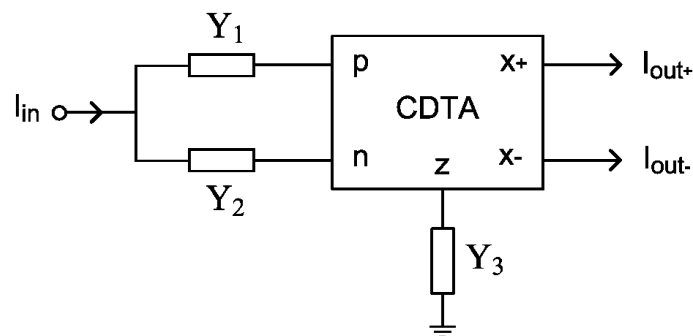 Y1
p
x+
Iout+
Iin
CDTA
n
x-
Iout-
z
Y2
Y3